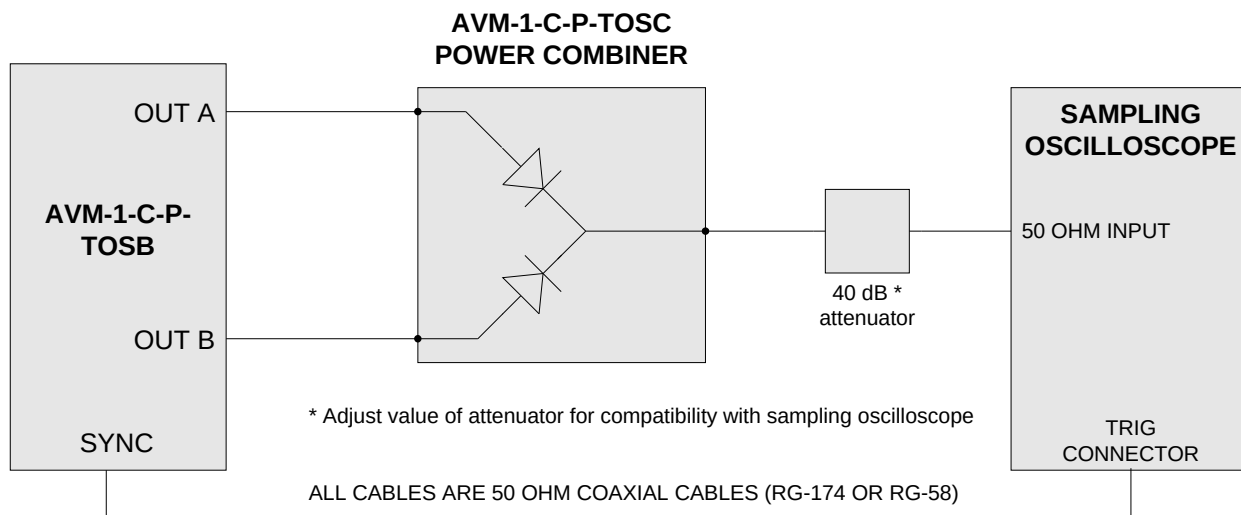 AVM-1-C-P-TOSC
POWER COMBINER
OUT A
AVM-1-C-P-
TOSB
OUT B
SYNC
40 dB *
attenuator
SAMPLING
OSCILLOSCOPE
50 OHM INPUT
TRIG
CONNECTOR
* Adjust value of attenuator for compatibility with sampling oscilloscope
ALL CABLES ARE 50 OHM COAXIAL CABLES (RG-174 OR RG-58)